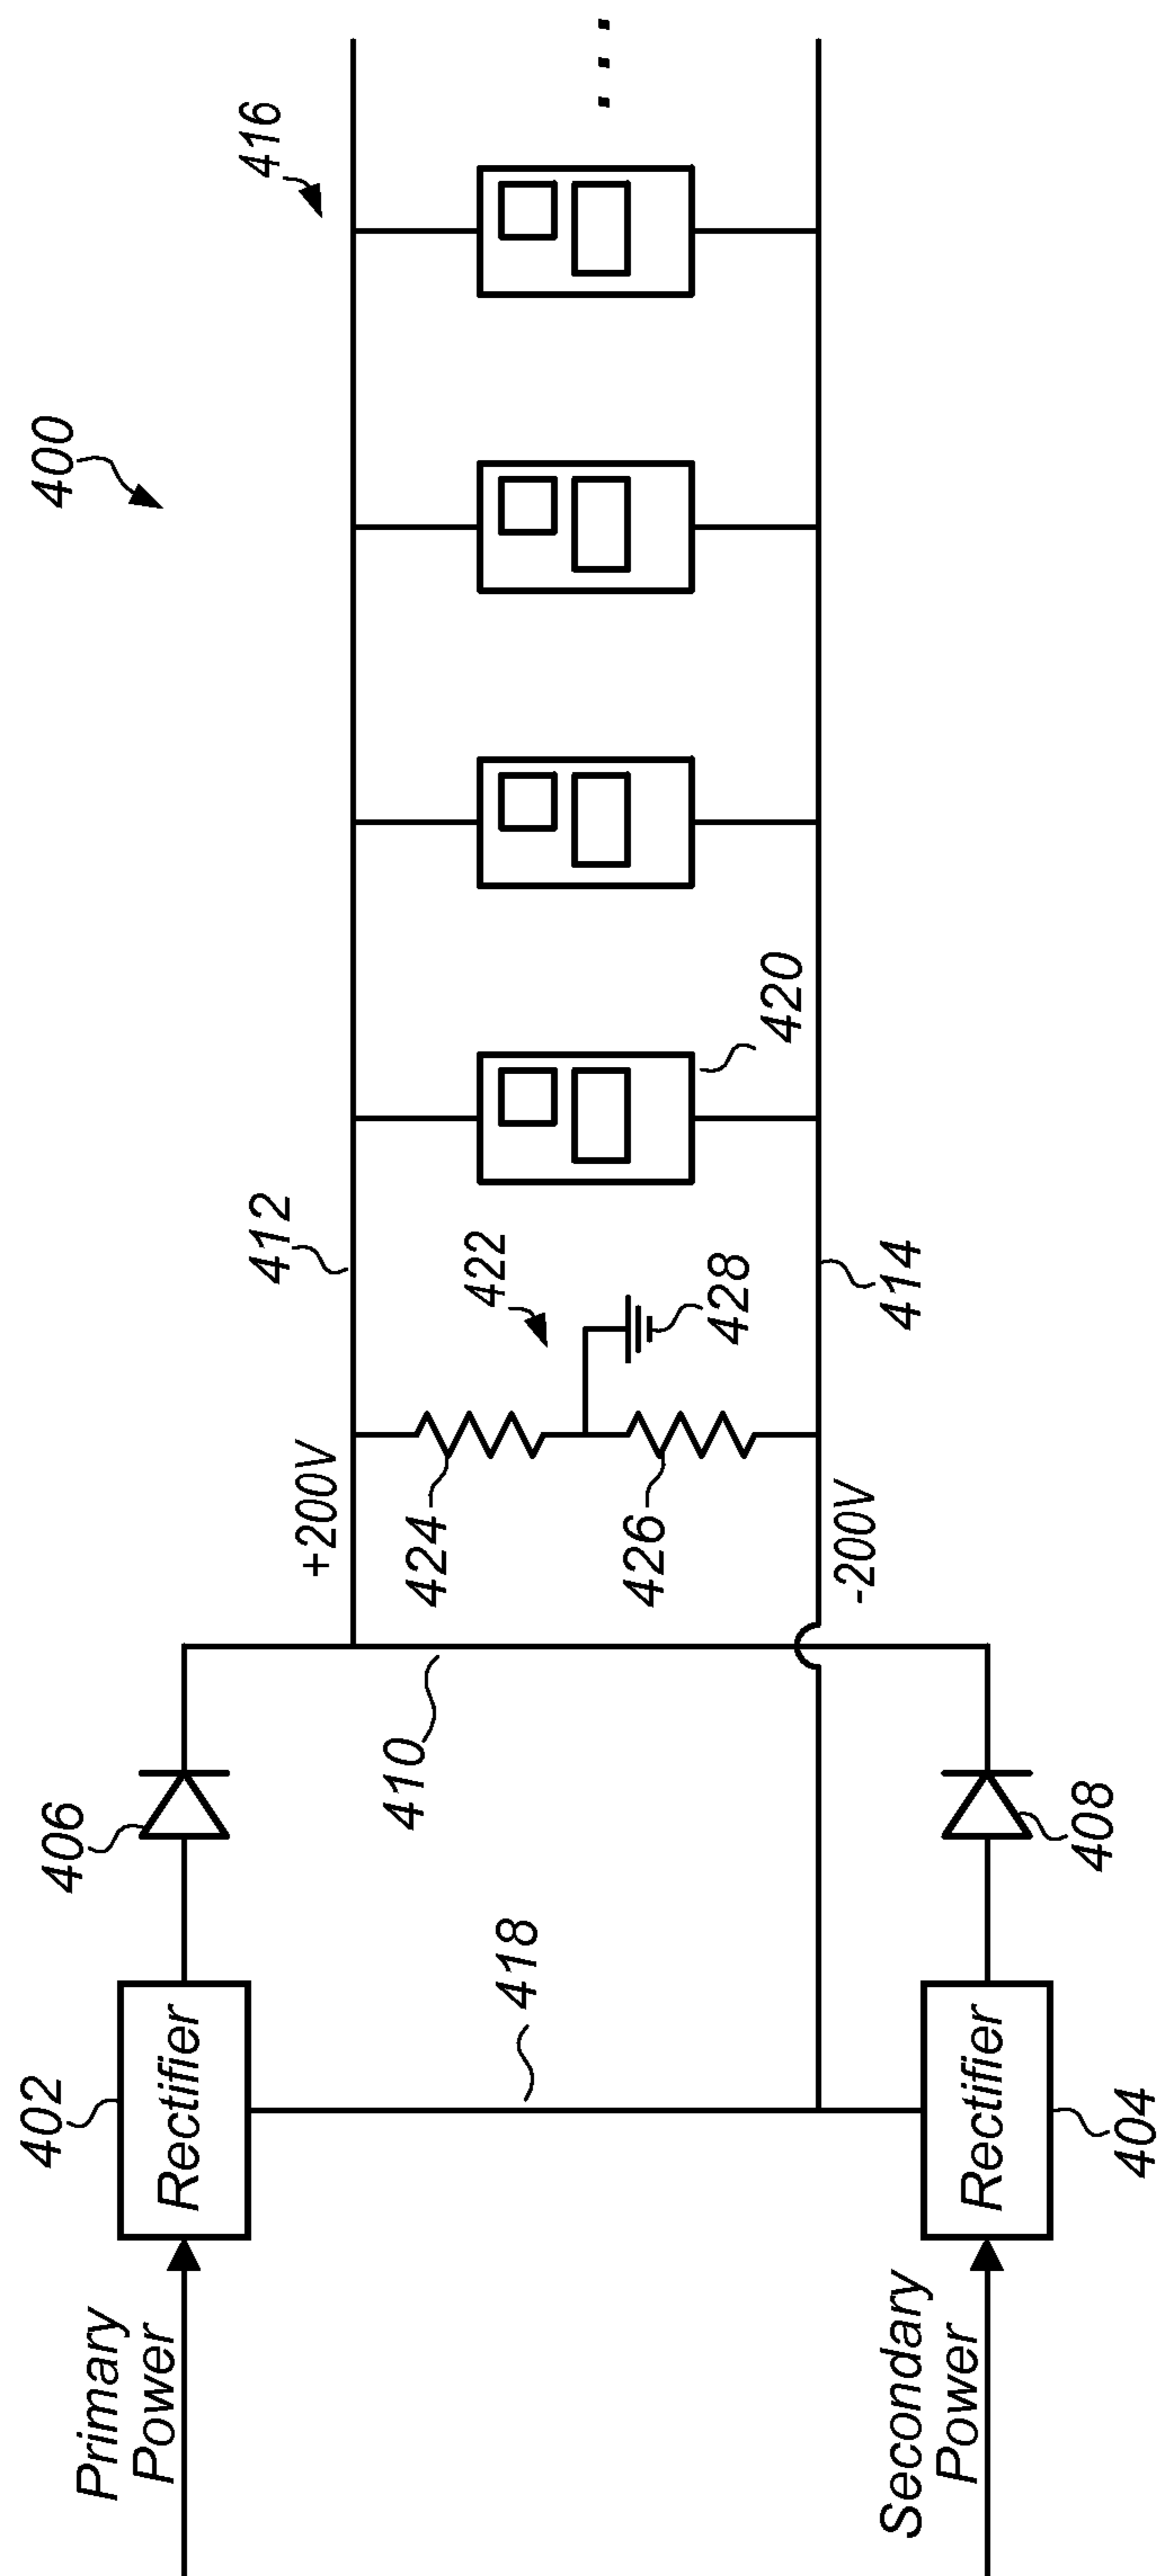 400
416
412
+200V
422
428
424
426
420
414
-200V
410
406
408
418
402
Rectifier
404
Rectifier
Primary
Power
Secondary
Power